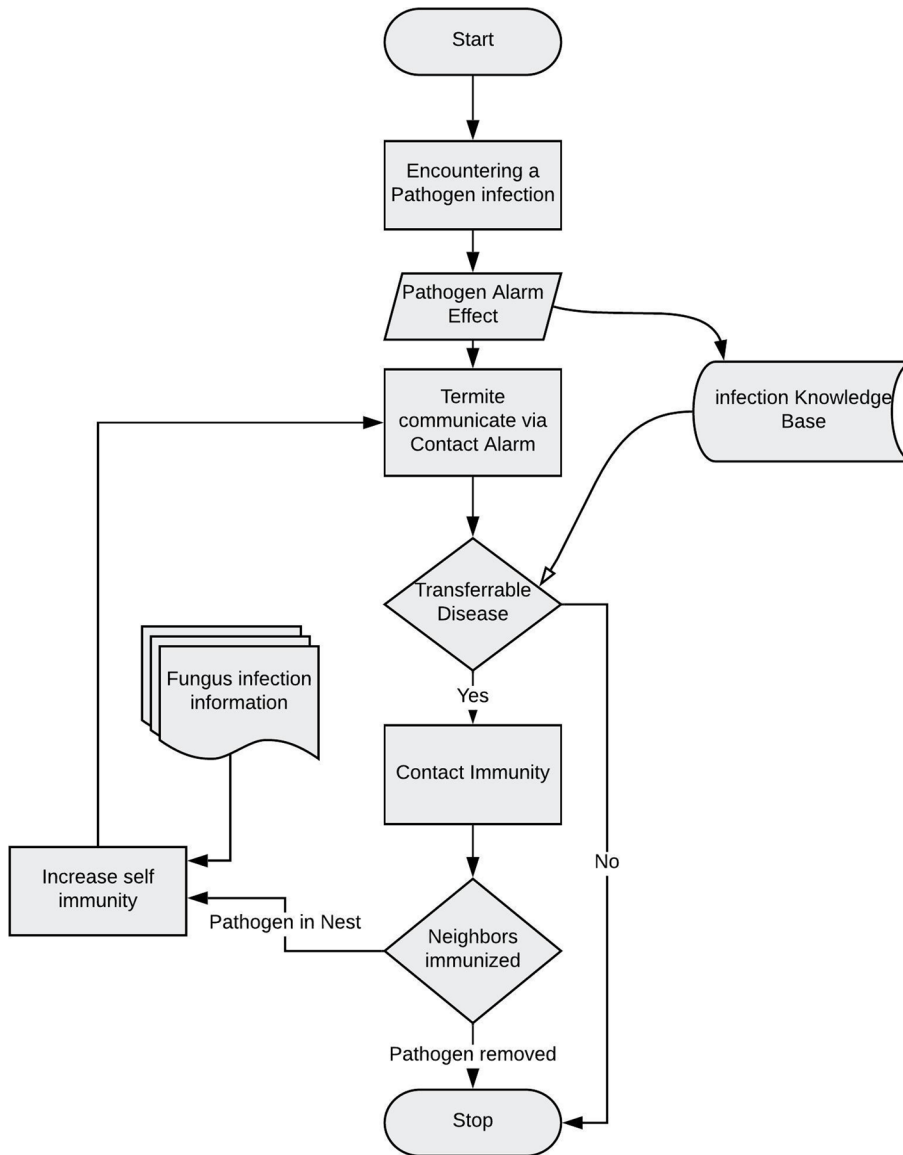 Start
Encountering a
Pathogen infection
Pathogen Alarm
Effect
Termite
communicate via
Contact Alarm
infection Knowledge
Base
Transferrable
Disease
Fungus infection
information
Yes
Contact Immunity
No
Increase self
immunity
Pathogen in Nest
Neighbors
immunized
Pathogen removed
Stop